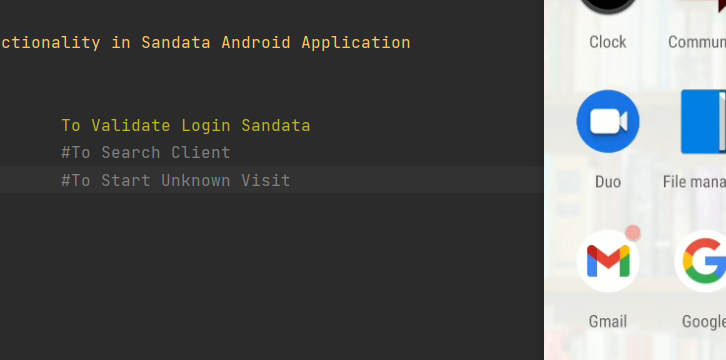 ctionality in Sandata Android Application
To Validate Login Sandata
#To Search Client
#To Start Unknown Visit
Clock
Commun
Duo
File mana
Gmail
Google